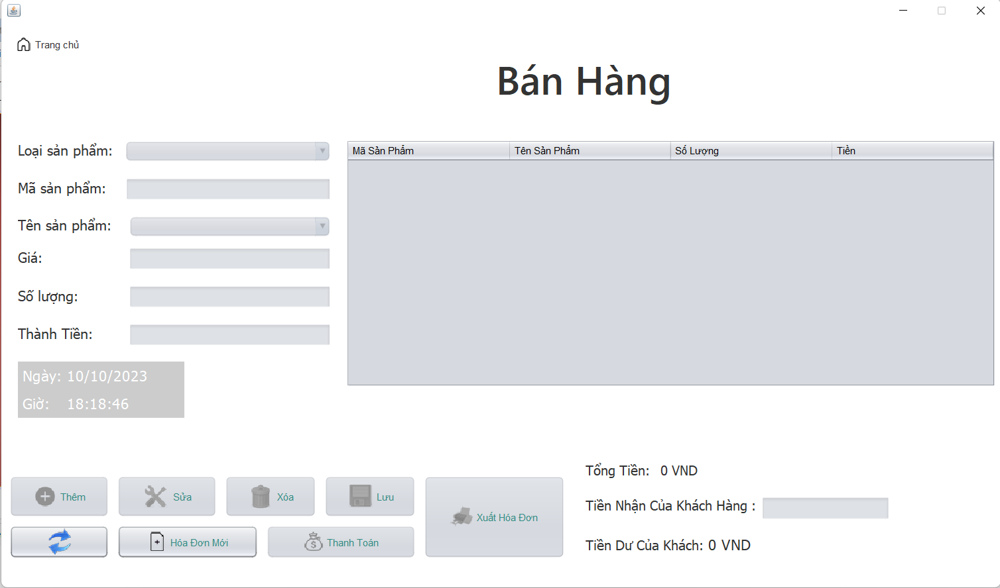 Trang chủ
Bán Hàng
Loại sản phẩm:
Mã sản phẩm:
Tên sản phẩm:
Giá:
Số lượng:
Thành Tiền:
Ngày: 10/10/2023
Giờ: 18:18:46
Mã Sản Phẩm Tên Sản Phẩm Số Lượng Tiền
Thêm Sửa Xóa Lưu
Hóa Đơn Mới Thanh Toán
Xuất Hóa Đơn
Tổng Tiền: 0 VND
Tiền Nhận Của Khách Hàng :
Tiền Dư Của Khách: 0 VND